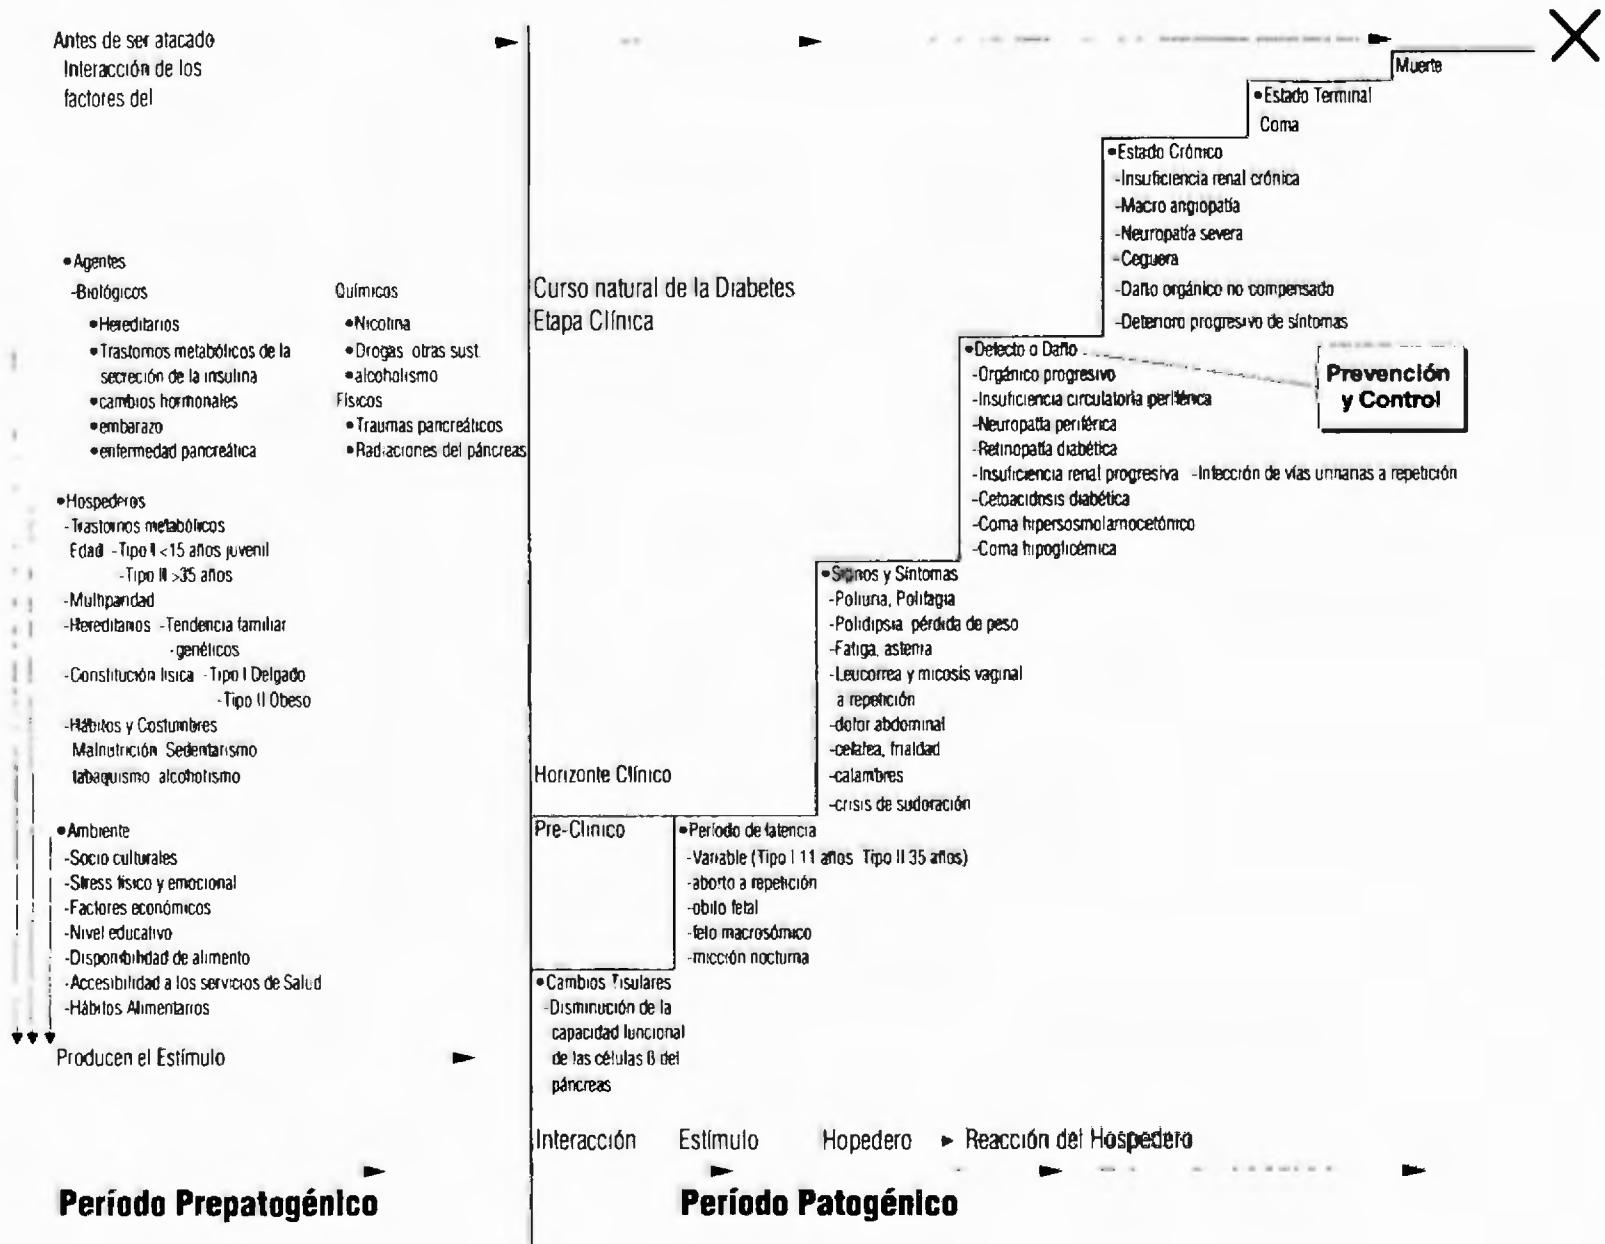 Antes de ser atacado
Interacción de los
factores del
•Agentes
-Biológicos
•Hereditarios
•Trastornos metabólicos de la
secreción de la insulina
•cambios hormonales
•embarazo
•enfermedad pancreática
Químicos
•Nicotina
•Drogas otras sust.
•alcoholismo
Físicos
•Traumas pancreáticos
•Radiaciones del páncreas
•Hospederos
-Trastornos metabólicos
Edad -Tipo I <15 años juvenil
-Tipo II >35 años
-Multiparidad
-Hereditarios -Tendencia familiar
-genéticos
-Constitución física -Tipo I Delgado
-Tipo II Obeso
-Hábitos y Costumbres
Malnutrición Sedentarismo
tabaquismo alcoholismo
•Ambiente
-Socio culturales
-Stress físico y emocional
-Factores económicos
-Nivel educativo
-Disponibilidad de alimento
-Accesibilidad a los servicios de Salud
-Hábitos Alimentarios
Producen el Estímulo
Período Prepatogénico
Curso natural de la Diabetes
Etapa Clínica
Horizonte Clínico
Pre-Clínico
•Cambios Tisulares
-Disminución de la
capacidad funcional
de las células B del
páncreas
•Período de latencia
-Variable (Tipo I 11 años Tipo II 35 años)
-aborto a repetición
-obito fetal
-feto macrosómico
-micción nocturna
•Signos y Síntomas
-Poliuria, Polifagia
-Polidipsia pérdida de peso
-Fatiga, astenia
-Leucorrea y micosis vaginal
a repetición
-dolor abdominal
-cefalea, frialdad
-calambres
-crisis de sudoración
•Defecto o Daño
-Orgánico progresivo
-Insuficiencia circulatoria periférica
-Neuropatía periférica
-Retinopatía diabética
-Insuficiencia renal progresiva -Infección de vías urinarias a repetición
-Cetoacidosis diabética
-Coma hipersosmolarnocetónico
-Coma hipoglicémica
Prevención
y Control
•Estado Crónico
-Insuficiencia renal crónica
-Macro angiopatía
-Neuropatía severa
-Ceguera
-Daño orgánico no compensado
-Deterioro progresivo de síntomas
•Estado Terminal
Coma
Muerte
Interacción Estímulo Hopedero Reacción del Hospedero
Período Patogénico